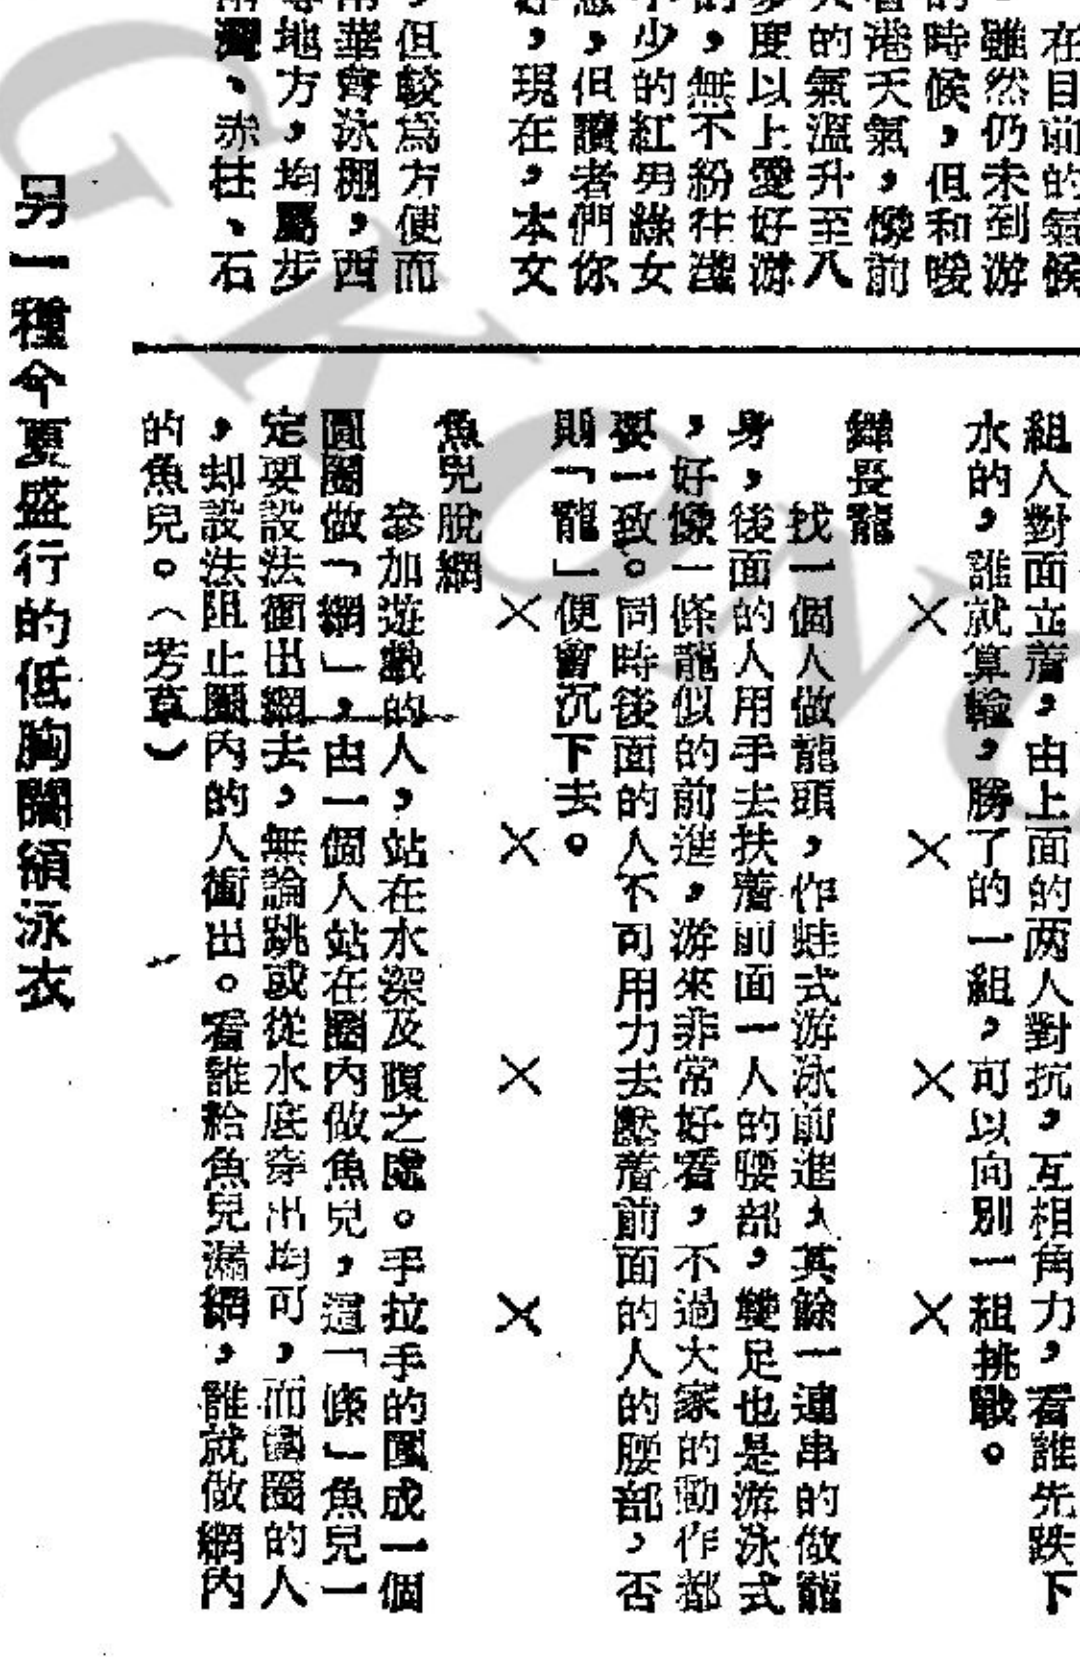 在目前的氣候
，雖然仍未到游
的時候，但和暖
香港天氣，像前
天的氣溫升至八
多度以上愛好游
的，無不紛往
不少的紅男綠女
，但讀者們你
，現在，本文
，但較爲方便而
南華會泳棚，西
等地方，均屬步
灣、赤柱、石
組人對面立着，由上面的两人對抗，互相角力，看誰先跌下
水的，誰就算輸，勝了的一組，可以向別一組挑戰。
× × × ×
長龍
找一個人做龍頭，作蛙式游泳前進，其餘一連串的做龍
身，後面的人用手去扶着前面一人的腰部，雙足也是游泳式
，好像一條龍似的前進，游來非常好看，不過大家的動作都
要一致。同時後面的人不可用力去壓着前面的人的腰部，否
則「龍」便會沉下去。
× × × ×
魚兒脫網
參加遊戲的人，站在水深及腹之處。手拉手的圍成一個
圓圈做「網」，由一個人站在圈內做魚兒，這「條」魚兒一
定要設法衝出網去，無論跳或從水底穿出均可，而圍圈的人
，却設法阻止圈內的人衝出。看誰給魚兒漏網，誰就做網內
的魚兒。（芳草）
另一種今夏盛行的低胸闊領泳衣